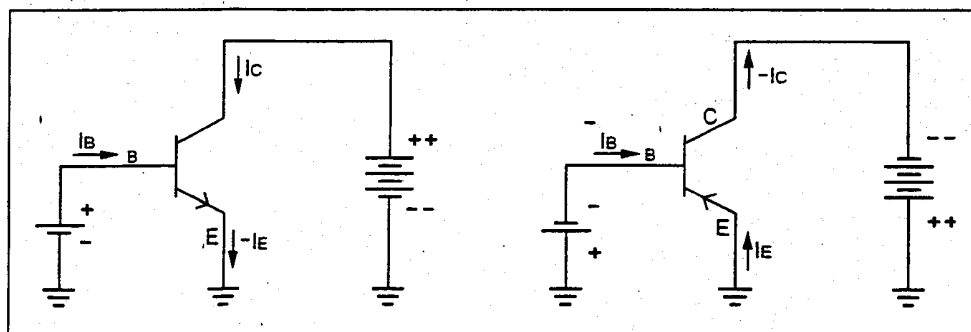 IC
IB
B
+
-
E
-IE
++
--
-IC
C
-
IB
B
-
+
E
IE
--
++